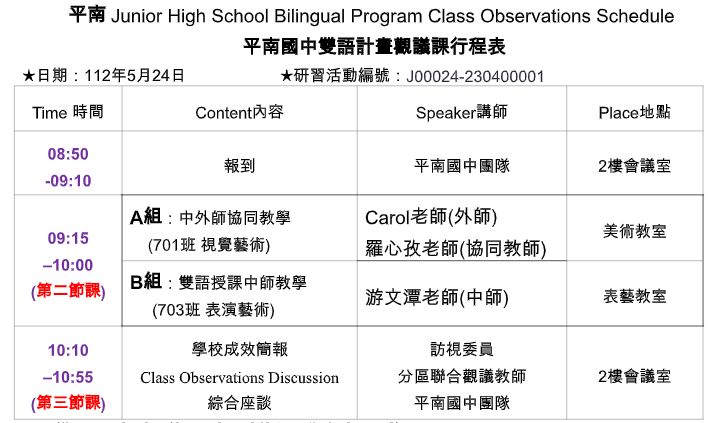 平南 Junior High School Bilingual Program Class Observations Schedule
平南國中雙語計畫觀議課行程表
★日期：112年5月24日 ★研習活動編號：J00024-230400001
Time 時間 Content內容 Speaker講師 Place地點
08:50
-09:10
報到
平南國中團隊
2樓會議室
09:15
–10:00
(第二節課)
A組：中外師協同教學
(701班 視覺藝術)
Carol老師(外師)
羅心孜老師(協同教師)
美術教室
B組：雙語授課中師教學
(703班 表演藝術)
游文潭老師(中師)
表藝教室
10:10
–10:55
(第三節課)
學校成效簡報
Class Observations Discussion
綜合座談
訪視委員
分區聯合觀議教師
平南國中團隊
2樓會議室